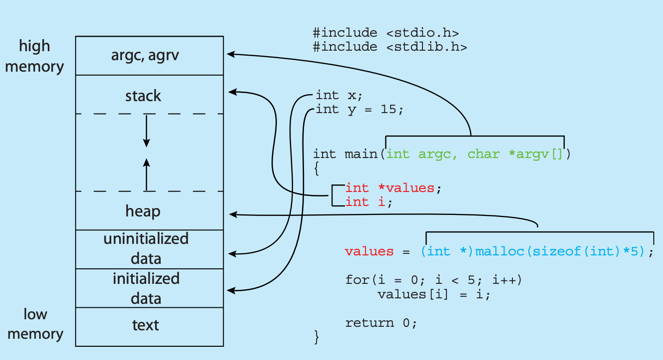 high
memory
argc, agrv
stack
heap
uninitialized
data
initialized
data
low
memory
text
#include <stdio.h>
#include <stdlib.h>
int x;
int y = 15;
int main(int argc, char *argv[])
{
int *values;
int i;
values = (int *)malloc(sizeof(int)*5);
for(i = 0; i < 5; i++)
values[i] = i;
return 0;
}